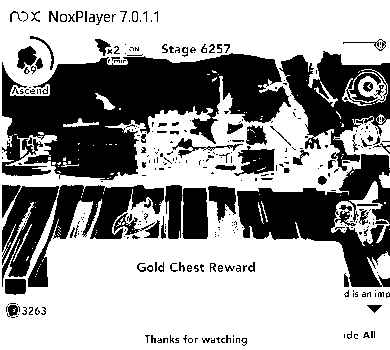 nox NoxPlayer 7.0.1.1
x2 ON
Stage 6257
69
Ascend
Gold Chest Reward
d is an imp
3263
ide All
Thanks for watching